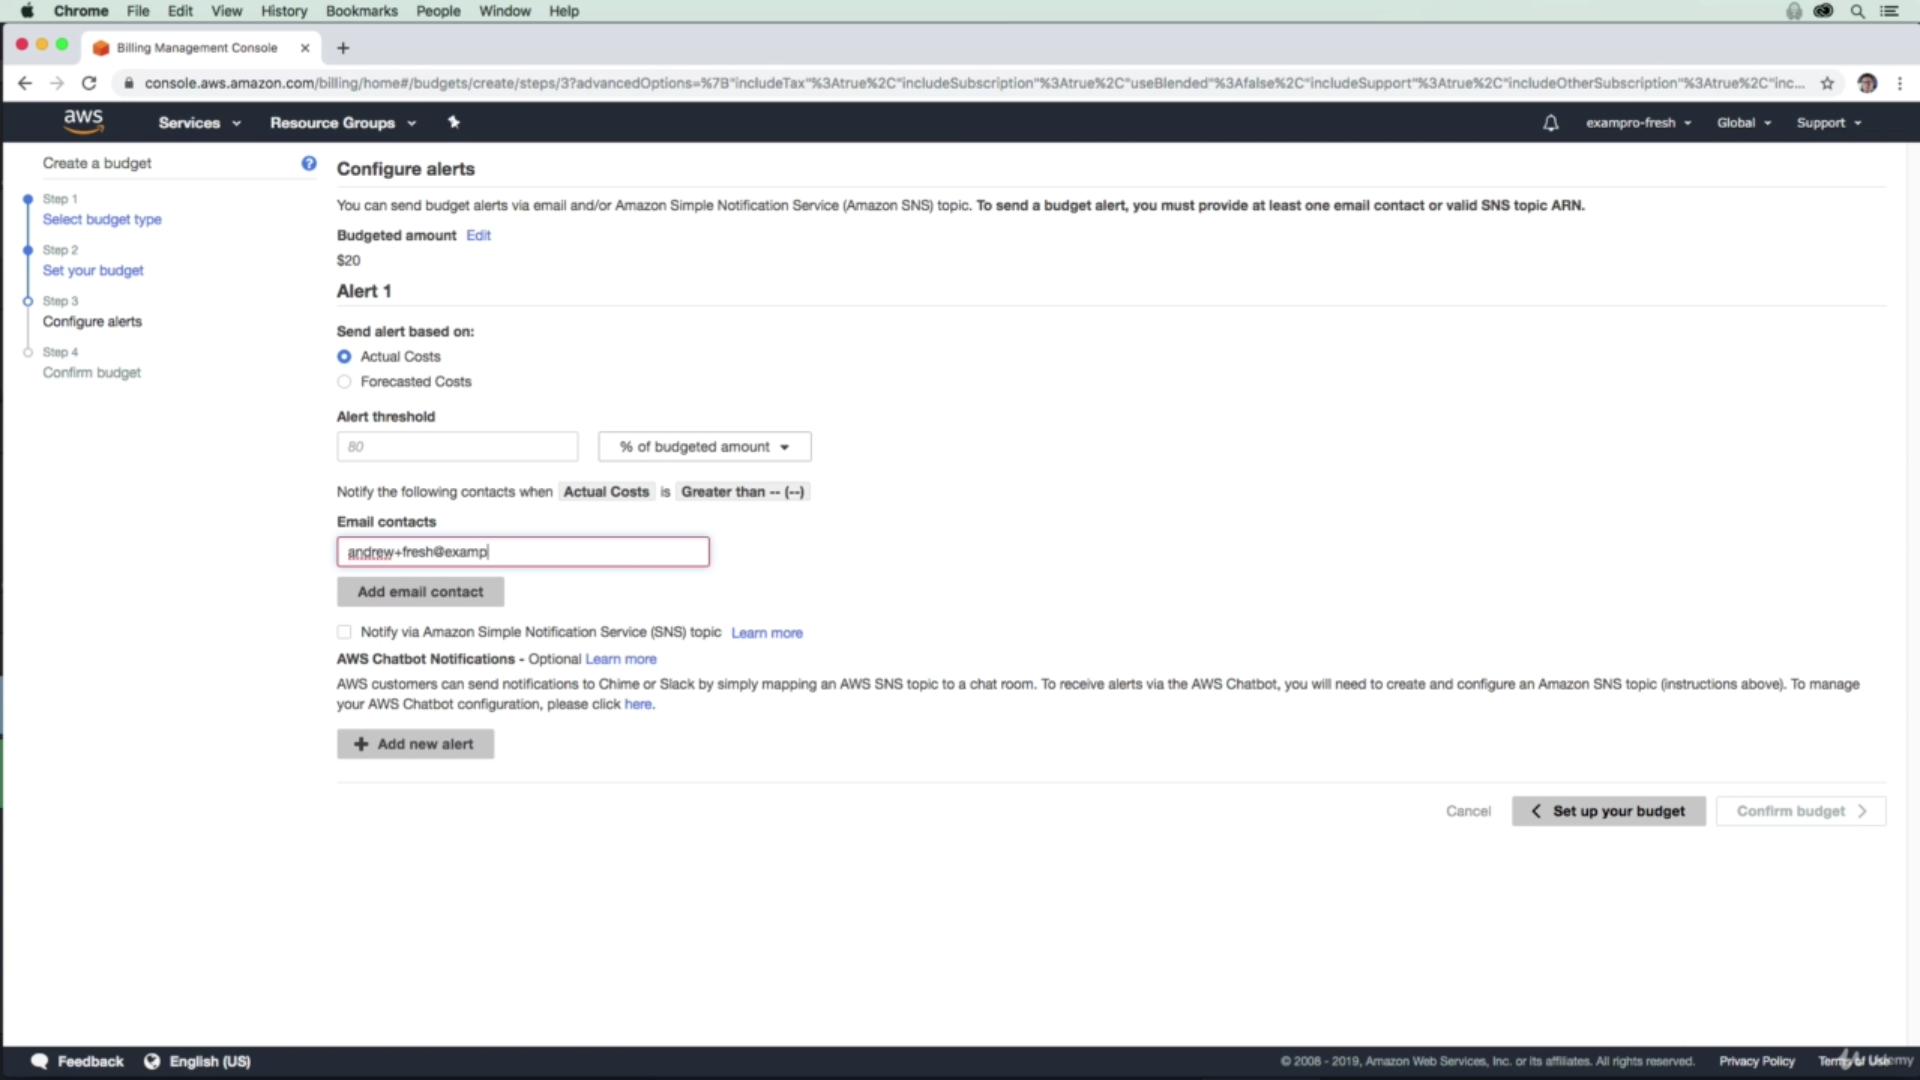 Chrome File Edit View History Bookmarks People Window Help
Billing Management Console
console.aws.amazon.com/billing/home#/budgets/create/steps/3?advancedOptions=%7B"includeTax"%3Atrue%2C"includeSubscription"%3Atrue%2C"useBlended"%3Afalse%2C"includeSupport"%3Atrue%2C"includeOtherSubscription"%3Atrue%2C"inc...
aws Services Resource Groups exampro-fresh Global Support
Create a budget
Step 1
Select budget type
Step 2
Set your budget
Step 3
Configure alerts
Step 4
Confirm budget
Configure alerts
You can send budget alerts via email and/or Amazon Simple Notification Service (Amazon SNS) topic. To send a budget alert, you must provide at least one email contact or valid SNS topic ARN.
Budgeted amount Edit
$20
Alert 1
Send alert based on:
Actual Costs
Forecasted Costs
Alert threshold
80 % of budgeted amount
Notify the following contacts when Actual Costs is Greater than -- (--)
Email contacts
andrew+fresh@examp
Add email contact
Notify via Amazon Simple Notification Service (SNS) topic Learn more
AWS Chatbot Notifications - Optional Learn more
AWS customers can send notifications to Chime or Slack by simply mapping an AWS SNS topic to a chat room. To receive alerts via the AWS Chatbot, you will need to create and configure an Amazon SNS topic (instructions above). To manage
your AWS Chatbot configuration, please click here.
+ Add new alert
Cancel Set up your budget Confirm budget
Feedback English (US) © 2008 - 2019, Amazon Web Services, Inc. or its affiliates. All rights reserved. Privacy Policy Terms of Use